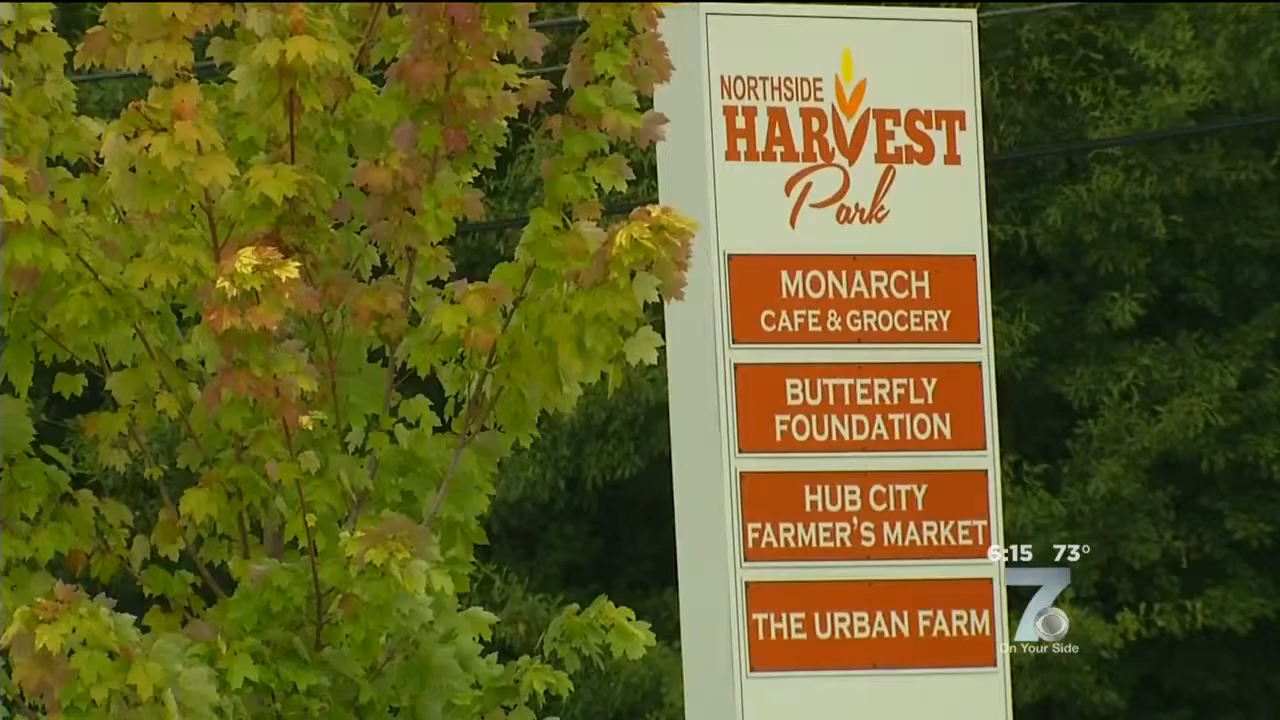 NORTHSIDE
HARVEST
Park
MONARCH
CAFE & GROCERY
BUTTERFLY
FOUNDATION
HUB CITY
FARMER'S MARKET
THE URBAN FARM
6:15 73°
7
On Your Side